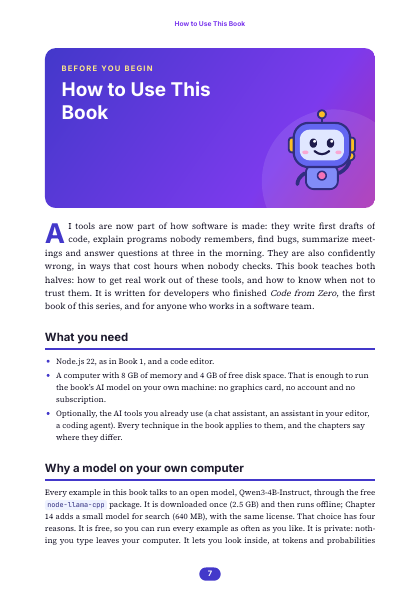 How to Use This Book
BEFORE YOU BEGIN
How to Use This
Book
AI tools are now part of how software is made: they write first drafts of
code, explain programs nobody remembers, find bugs, summarize meet-
ings and answer questions at three in the morning. They are also confidently
wrong, in ways that cost hours when nobody checks. This book teaches both
halves: how to get real work out of these tools, and how to know when not to
trust them. It is written for developers who finished Code from Zero, the first
book of this series, and for anyone who works in a software team.
What you need
• Node.js 22, as in Book 1, and a code editor.
• A computer with 8 GB of memory and 4 GB of free disk space. That is enough to run
the book's AI model on your own machine: no graphics card, no account and no
subscription.
• Optionally, the AI tools you already use (a chat assistant, an assistant in your editor,
a coding agent). Every technique in the book applies to them, and the chapters say
where they differ.
Why a model on your own computer
Every example in this book talks to an open model, Qwen3-4B-Instruct, through the free
node-llama-cpp package. It is downloaded once (2.5 GB) and then runs offline; Chapter
14 adds a small model for search (640 MB), with the same license. That choice has four
reasons. It is free, so you can run every example as often as you like. It is private: noth-
ing you type leaves your computer. It lets you look inside, at tokens and probabilities
7